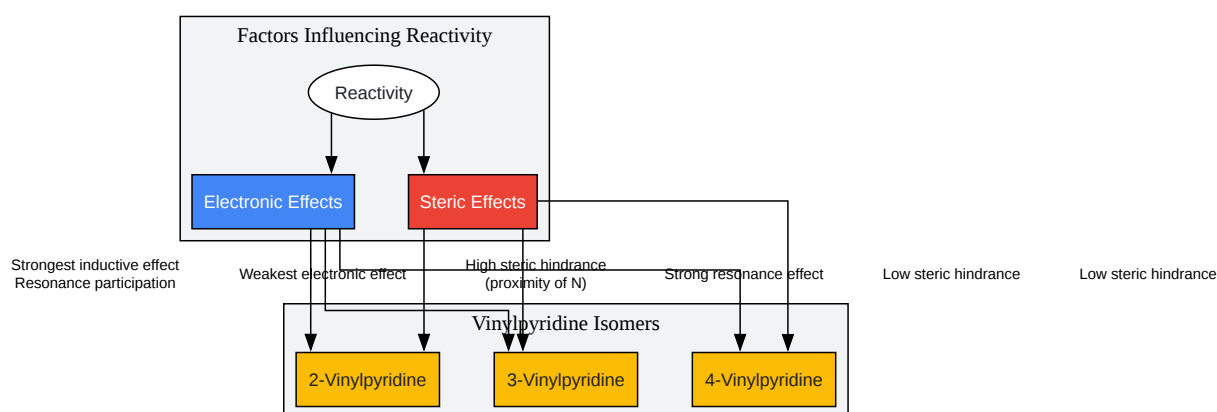 Factors Influencing Reactivity
Reactivity
Electronic Effects
Steric Effects
Strongest inductive effect
Resonance participation
Weakest electronic effect
High steric hindrance
(proximity of N)
Strong resonance effect
Low steric hindrance
Low steric hindrance
Vinylpyridine Isomers
2-Vinylpyridine
3-Vinylpyridine
4-Vinylpyridine